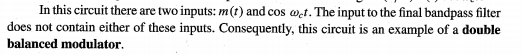 In this circuit there are two inputs: m(t) and cos ω_c t. The input to the final bandpass filter
does not contain either of these inputs. Consequently, this circuit is an example of a double
balanced modulator.